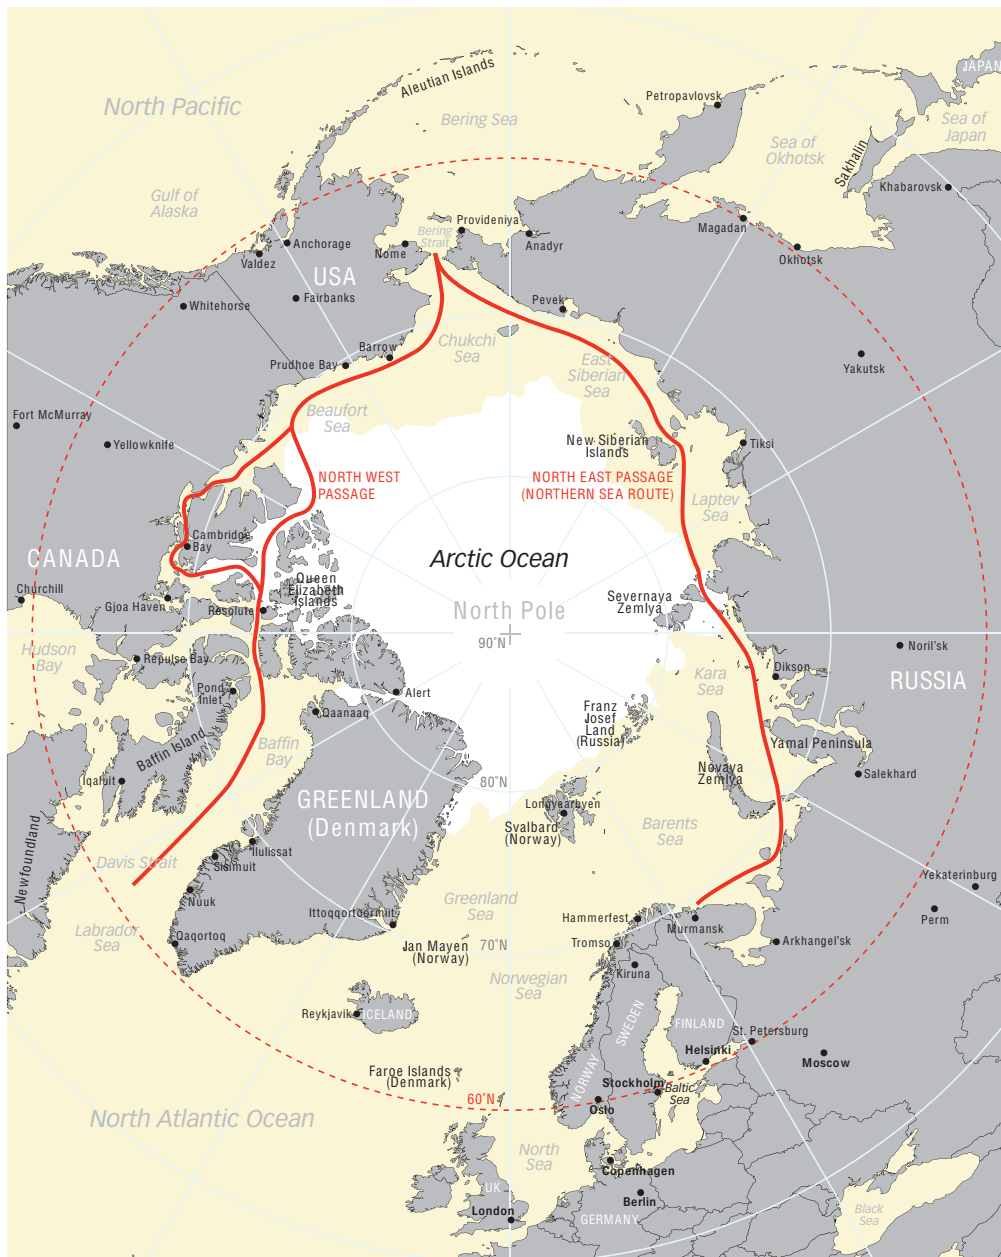 JAPAN
Aleutian Islands
North Pacific
Bering Sea
Petropavlovsk
Sea of
Okhotsk
Sakhalin
Sea of
Japan
Khabarovsk
Gulf of
Alaska
Anchorage
Valdez
Nome
Bering
Strait
Provideniya
Anadyr
Magadan
Okhotsk
USA
Fairbanks
Whitehorse
Pevek
Chukchi
Sea
Barrow
Prudhoe Bay
East
Siberian
Sea
Yakutsk
Fort McMurray
Yellowknife
Beaufort
Sea
New Siberian
Islands
Tiksi
NORTH WEST
PASSAGE
NORTH EAST PASSAGE
(NORTHERN SEA ROUTE)
Laptev
Sea
Cambridge
Bay
CANADA
Arctic Ocean
Churchill
Gjoa Haven
Resolute
Queen
Elizabeth
Islands
North Pole
90°N
Severnaya
Zemlya
Hudson
Bay
Repulse Bay
Noril'sk
Pond
Inlet
Alert
Qaanaaq
Kara
Sea
Dikson
RUSSIA
Franz
Josef
Land
(Russia)
Baffin Island
Baffin
Bay
Yamal Peninsula
Iqaluit
Novaya
Zemlya
Salekhard
80°N
GREENLAND
(Denmark)
Longyearbyen
Svalbard
(Norway)
Barents
Sea
Newfoundland
Davis Strait
Ilulissat
Sisimuit
Nuuk
Yekaterinburg
Perm
Greenland
Sea
Ittoqqortoormiit
Hammerfest
Murmansk
Labrador
Sea
Qaqortoq
Jan Mayen
(Norway)
70°N
Tromso
Arkhangel'sk
Kiruna
Norwegian
Sea
Reykjavik
ICELAND
SWEDEN
FINLAND
St. Petersburg
Helsinki
Moscow
Faroe Islands
(Denmark)
NORWAY
Stockholm
Baltic
Sea
60°N
Oslo
North Atlantic Ocean
North
Sea
Copenhagen
UK
Berlin
London
GERMANY
Black
Sea